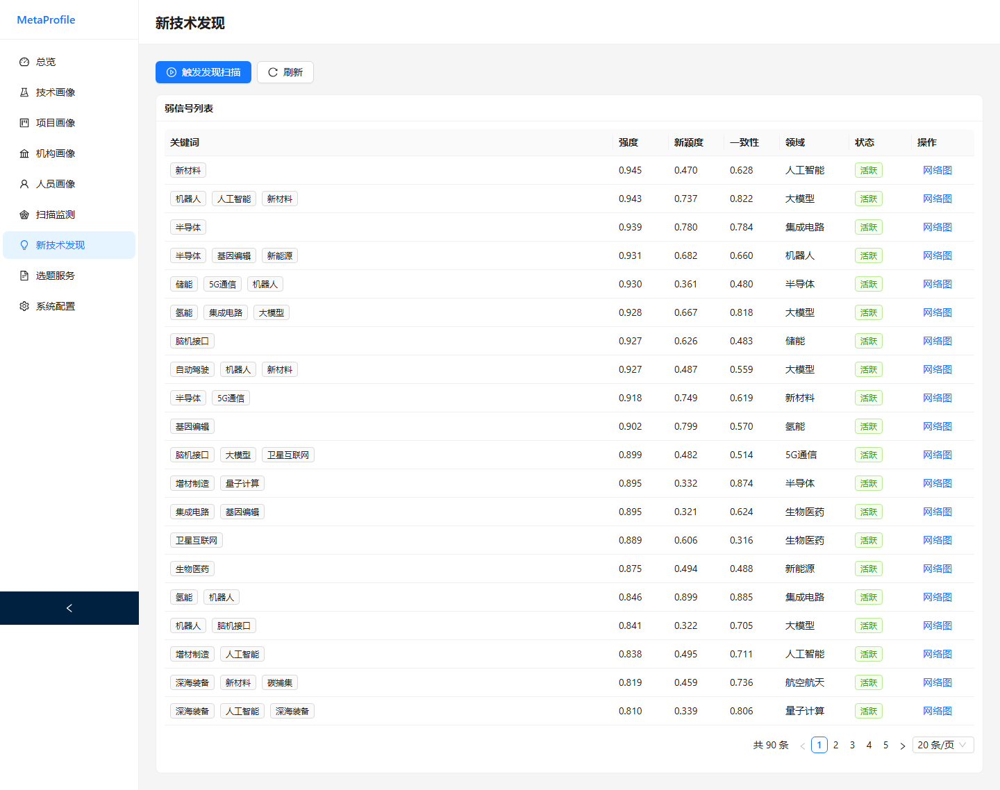 MetaProfile
总览
技术画像
项目画像
机构画像
人员画像
扫描监测
新技术发现
选题服务
系统配置
新技术发现
触发发现扫描 刷新
弱信号列表
关键词 强度 新颖度 一致性 领域 状态 操作
新材料 0.945 0.470 0.628 人工智能 活跃 网络图
机器人 人工智能 新材料 0.943 0.737 0.822 大模型 活跃 网络图
半导体 0.939 0.780 0.784 集成电路 活跃 网络图
半导体 基因编辑 新能源 0.931 0.682 0.660 机器人 活跃 网络图
储能 5G通信 机器人 0.930 0.361 0.480 半导体 活跃 网络图
氢能 集成电路 大模型 0.928 0.667 0.818 大模型 活跃 网络图
脑机接口 0.927 0.626 0.483 储能 活跃 网络图
自动驾驶 机器人 新材料 0.927 0.487 0.559 大模型 活跃 网络图
半导体 5G通信 0.918 0.749 0.619 新材料 活跃 网络图
基因编辑 0.902 0.799 0.570 氢能 活跃 网络图
脑机接口 大模型 卫星互联网 0.899 0.482 0.514 5G通信 活跃 网络图
增材制造 量子计算 0.895 0.332 0.874 半导体 活跃 网络图
集成电路 基因编辑 0.895 0.321 0.624 生物医药 活跃 网络图
卫星互联网 0.889 0.606 0.316 生物医药 活跃 网络图
生物医药 0.875 0.494 0.488 新能源 活跃 网络图
氢能 机器人 0.846 0.899 0.885 集成电路 活跃 网络图
机器人 脑机接口 0.841 0.322 0.705 大模型 活跃 网络图
增材制造 人工智能 0.838 0.495 0.711 人工智能 活跃 网络图
深海装备 新材料 碳捕集 0.819 0.459 0.736 航空航天 活跃 网络图
深海装备 人工智能 深海装备 0.810 0.339 0.806 量子计算 活跃 网络图
共 90 条 1 2 3 4 5 20 条/页